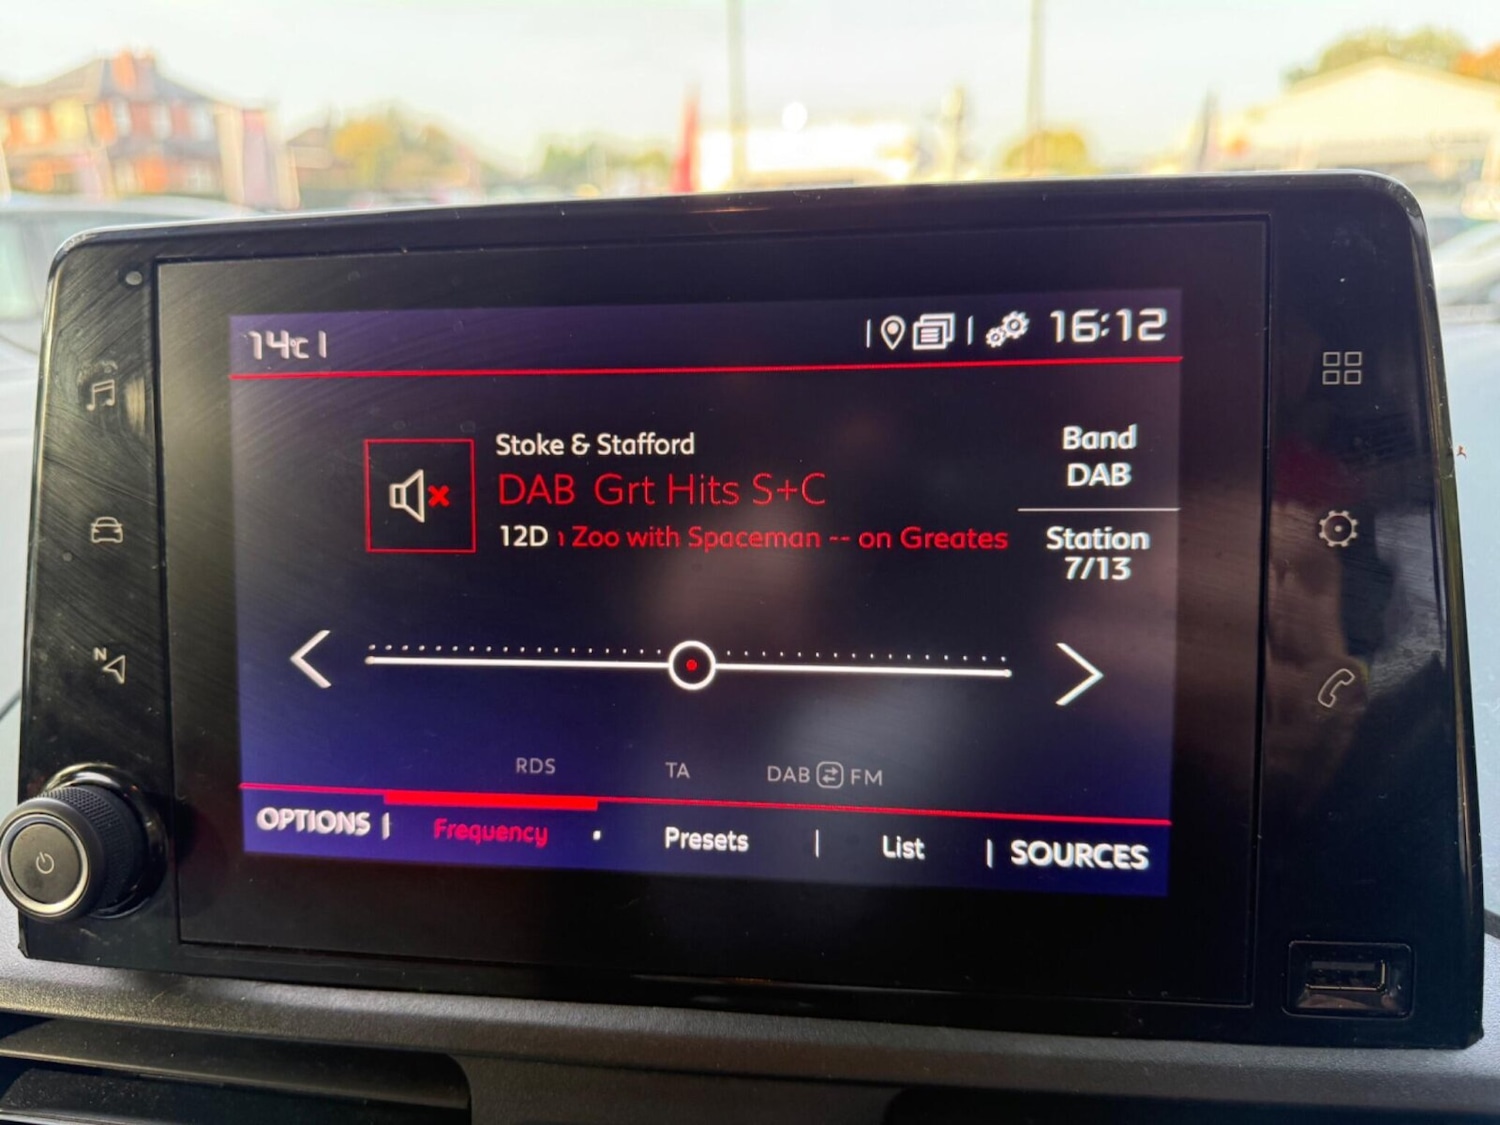 14°C
16:12
Stoke & Stafford
DAB Grt Hits S+C
12D Zoo with Spaceman -- on Greates
Band
DAB
Station
7/13
N
RDS TA DAB FM
OPTIONS | Frequency Presets | List | SOURCES